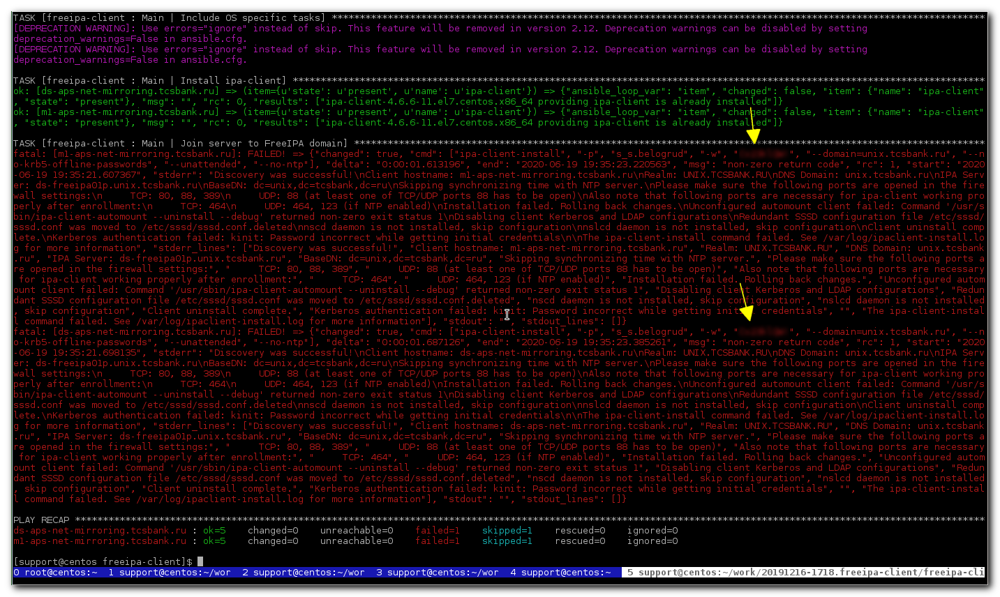 TASK [freeipa-client : Main | Include OS specific tasks] *********************************************************************************************************************
[DEPRECATION WARNING]: Use errors="ignore" instead of skip. This feature will be removed in version 2.12. Deprecation warnings can be disabled by setting
deprecation_warnings=False in ansible.cfg.
[DEPRECATION WARNING]: Use errors="ignore" instead of skip. This feature will be removed in version 2.12. Deprecation warnings can be disabled by setting
deprecation_warnings=False in ansible.cfg.
TASK [freeipa-client : Main | Install ipa-client] ****************************************************************************************************************************
ok: [ds-aps-net-mirroring.tcsbank.ru] => (item={u'state': u'present', u'name': u'ipa-client'}) => {"ansible_loop_var": "item", "changed": false, "item": {"name": "ipa-client"
, "state": "present"}, "msg": "", "rc": 0, "results": ["ipa-client-4.6.6-11.el7.centos.x86_64 providing ipa-client is already installed"]}
ok: [m1-aps-net-mirroring.tcsbank.ru] => (item={u'state': u'present', u'name': u'ipa-client'}) => {"ansible_loop_var": "item", "changed": false, "item": {"name": "ipa-client"
, "state": "present"}, "msg": "", "rc": 0, "results": ["ipa-client-4.6.6-11.el7.centos.x86_64 providing ipa-client is already installed"]}
TASK [freeipa-client : Main | Join server to FreeIPA domain] *****************************************************************************************************************
fatal: [m1-aps-net-mirroring.tcsbank.ru]: FAILED! => {"changed": true, "cmd": ["ipa-client-install", "-p", "s_s.belogrud", "-w", " ", "--domain=unix.tcsbank.ru", "--n
o-krb5-offline-passwords", "--unattended", "--no-ntp"], "delta": "0:00:01.613196", "end": "2020-06-19 19:35:23.220563", "msg": "non-zero return code", "rc": 1, "start": "2020
-06-19 19:35:21.607367", "stderr": "Discovery was successful!\nClient hostname: m1-aps-net-mirroring.tcsbank.ru\nRealm: UNIX.TCSBANK.RU\nDNS Domain: unix.tcsbank.ru\nIPA Serv
er: ds-freeipa01p.unix.tcsbank.ru\nBaseDN: dc=unix,dc=tcsbank,dc=ru\nSkipping synchronizing time with NTP server.\nPlease make sure the following ports are opened in the fire
wall settings:\n     TCP: 80, 88, 389\n     UDP: 88 (at least one of TCP/UDP ports 88 has to be open)\nAlso note that following ports are necessary for ipa-client working pro
perly after enrollment:\n     TCP: 464\n     UDP: 464, 123 (if NTP enabled)\nInstallation failed. Rolling back changes.\nUnconfigured automount client failed: Command '/usr/s
bin/ipa-client-automount --uninstall --debug' returned non-zero exit status 1\nDisabling client Kerberos and LDAP configurations\nRedundant SSSD configuration file /etc/sssd/
sssd.conf was moved to /etc/sssd/sssd.conf.deleted\nnscd daemon is not installed, skip configuration\nnslcd daemon is not installed, skip configuration\nClient uninstall comp
lete.\nKerberos authentication failed: kinit: Password incorrect while getting initial credentials\n\nThe ipa-client-install command failed. See /var/log/ipaclient-install.lo
g for more information", "stderr_lines": ["Discovery was successful!", "Client hostname: m1-aps-net-mirroring.tcsbank.ru", "Realm: UNIX.TCSBANK.RU", "DNS Domain: unix.tcsbank
.ru", "IPA Server: ds-freeipa01p.unix.tcsbank.ru", "BaseDN: dc=unix,dc=tcsbank,dc=ru", "Skipping synchronizing time with NTP server.", "Please make sure the following ports a
re opened in the firewall settings:", "     TCP: 80, 88, 389", "     UDP: 88 (at least one of TCP/UDP ports 88 has to be open)", "Also note that following ports are necessary
 for ipa-client working properly after enrollment:", "     TCP: 464", "     UDP: 464, 123 (if NTP enabled)", "Installation failed. Rolling back changes.", "Unconfigured autom
ount client failed: Command '/usr/sbin/ipa-client-automount --uninstall --debug' returned non-zero exit status 1", "Disabling client Kerberos and LDAP configurations", "Redun
dant SSSD configuration file /etc/sssd/sssd.conf was moved to /etc/sssd/sssd.conf.deleted", "nscd daemon is not installed, skip configuration", "nslcd daemon is not installed
, skip configuration", "Client uninstall complete.", "Kerberos authentication failed: kinit: Password incorrect while getting initial credentials", "", "The ipa-client-instal
l command failed. See /var/log/ipaclient-install.log for more information"], "stdout": "", "stdout_lines": []}
fatal: [ds-aps-net-mirroring.tcsbank.ru]: FAILED! => {"changed": true, "cmd": ["ipa-client-install", "-p", "s_s.belogrud", "-w", " ", "--domain=unix.tcsbank.ru", "--n
o-krb5-offline-passwords", "--unattended", "--no-ntp"], "delta": "0:00:01.687126", "end": "2020-06-19 19:35:23.385261", "msg": "non-zero return code", "rc": 1, "start": "2020
-06-19 19:35:21.698135", "stderr": "Discovery was successful!\nClient hostname: ds-aps-net-mirroring.tcsbank.ru\nRealm: UNIX.TCSBANK.RU\nDNS Domain: unix.tcsbank.ru\nIPA Serv
er: ds-freeipa01p.unix.tcsbank.ru\nBaseDN: dc=unix,dc=tcsbank,dc=ru\nSkipping synchronizing time with NTP server.\nPlease make sure the following ports are opened in the fire
wall settings:\n     TCP: 80, 88, 389\n     UDP: 88 (at least one of TCP/UDP ports 88 has to be open)\nAlso note that following ports are necessary for ipa-client working pro
perly after enrollment:\n     TCP: 464\n     UDP: 464, 123 (if NTP enabled)\nInstallation failed. Rolling back changes.\nUnconfigured automount client failed: Command '/usr/s
bin/ipa-client-automount --uninstall --debug' returned non-zero exit status 1\nDisabling client Kerberos and LDAP configurations\nRedundant SSSD configuration file /etc/sssd/
sssd.conf was moved to /etc/sssd/sssd.conf.deleted\nnscd daemon is not installed, skip configuration\nnslcd daemon is not installed, skip configuration\nClient uninstall comp
lete.\nKerberos authentication failed: kinit: Password incorrect while getting initial credentials\n\nThe ipa-client-install command failed. See /var/log/ipaclient-install.lo
g for more information", "stderr_lines": ["Discovery was successful!", "Client hostname: ds-aps-net-mirroring.tcsbank.ru", "Realm: UNIX.TCSBANK.RU", "DNS Domain: unix.tcsbank
.ru", "IPA Server: ds-freeipa01p.unix.tcsbank.ru", "BaseDN: dc=unix,dc=tcsbank,dc=ru", "Skipping synchronizing time with NTP server.", "Please make sure the following ports a
re opened in the firewall settings:", "     TCP: 80, 88, 389", "     UDP: 88 (at least one of TCP/UDP ports 88 has to be open)", "Also note that following ports are necessary
 for ipa-client working properly after enrollment:", "     TCP: 464", "     UDP: 464, 123 (if NTP enabled)", "Installation failed. Rolling back changes.", "Unconfigured autom
ount client failed: Command '/usr/sbin/ipa-client-automount --uninstall --debug' returned non-zero exit status 1", "Disabling client Kerberos and LDAP configurations", "Redun
dant SSSD configuration file /etc/sssd/sssd.conf was moved to /etc/sssd/sssd.conf.deleted", "nscd daemon is not installed, skip configuration", "nslcd daemon is not installed
, skip configuration", "Client uninstall complete.", "Kerberos authentication failed: kinit: Password incorrect while getting initial credentials", "", "The ipa-client-instal
l command failed. See /var/log/ipaclient-install.log for more information"], "stdout": "", "stdout_lines": []}
PLAY RECAP *******************************************************************************************************************************************************************
ds-aps-net-mirroring.tcsbank.ru : ok=5    changed=0    unreachable=0    failed=1    skipped=1    rescued=0    ignored=0
m1-aps-net-mirroring.tcsbank.ru : ok=5    changed=0    unreachable=0    failed=1    skipped=1    rescued=0    ignored=0
[support@centos freeipa-client]$
0 root@centos:~  1 support@centos:~/wor  2 support@centos:~/wor  3 support@centos:~/wor  4 support@centos:~  5 support@centos:~/work/20191216-1718.freeipa-client/freeipa-cli